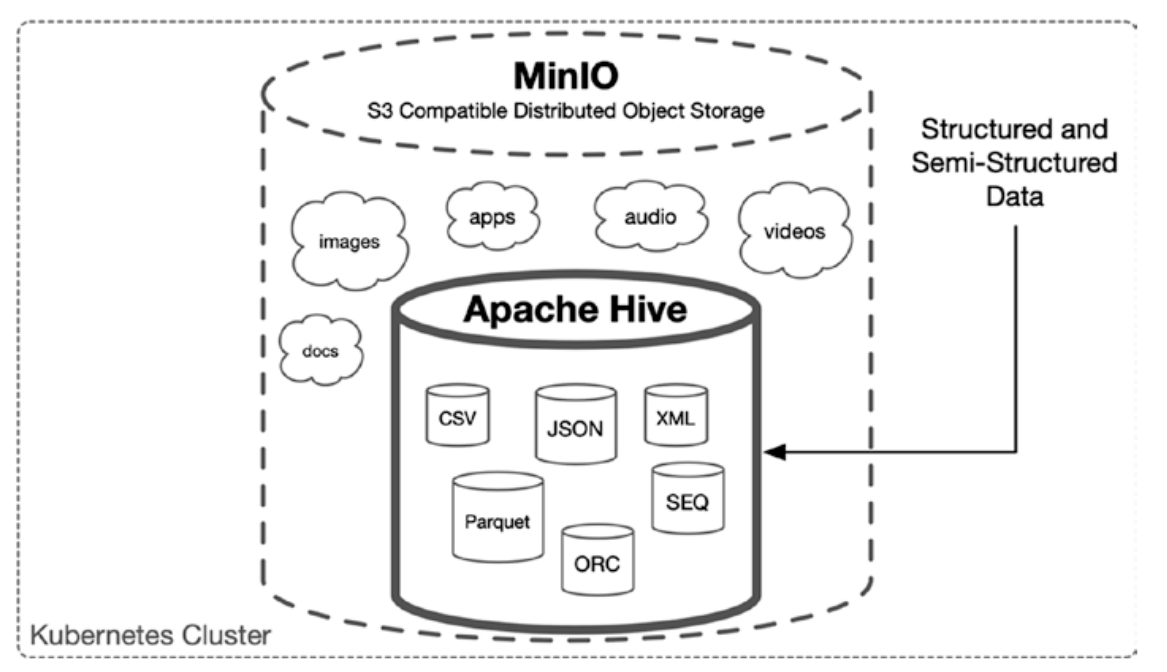 MinIO
S3 Compatible Distributed Object Storage
Structured and
Semi-Structured
Data
images
apps
audio
videos
docs
Apache Hive
CSV
JSON
XML
Parquet
SEQ
ORC
Kubernetes Cluster